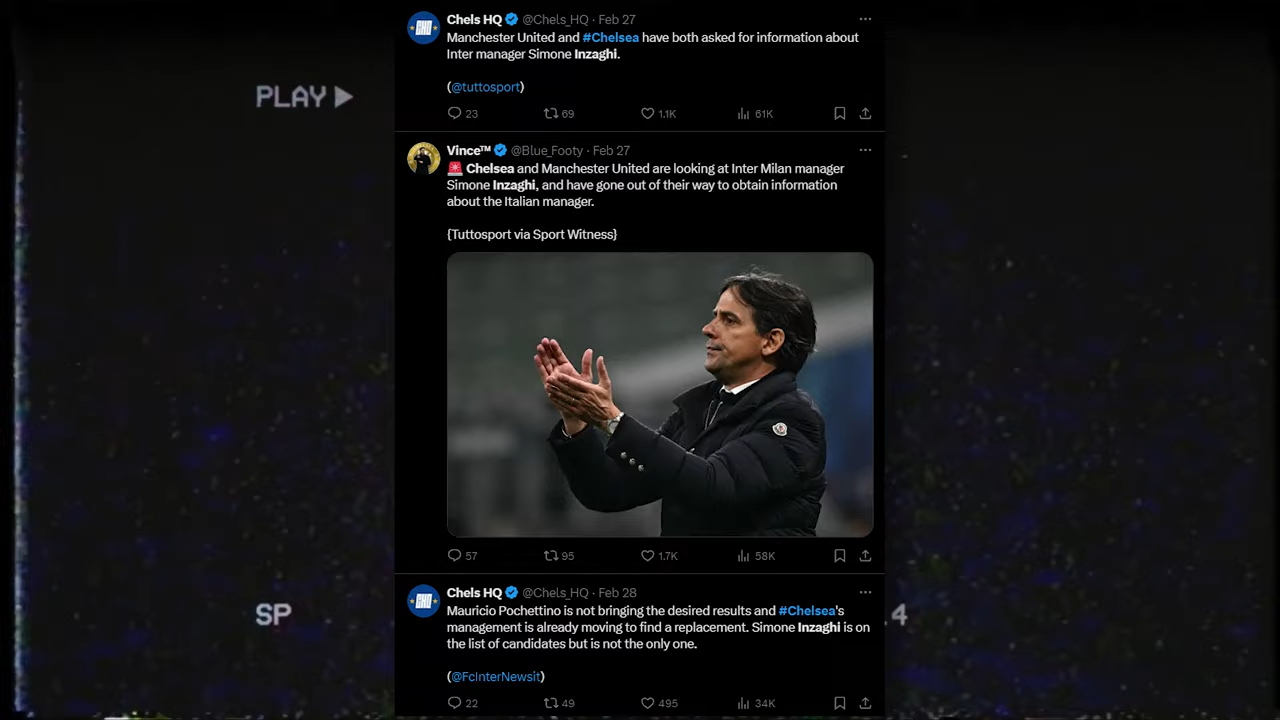 PLAY
Chels HQ @Chels_HQ · Feb 27
Manchester United and #Chelsea have both asked for information about
Inter manager Simone Inzaghi.
(@tuttosport)
23 69 1.1K 61K
Vince™ @Blue_Footy · Feb 27
🚨 Chelsea and Manchester United are looking at Inter Milan manager
Simone Inzaghi, and have gone out of their way to obtain information
about the Italian manager.
{Tuttosport via Sport Witness}
57 95 1.7K 58K
Chels HQ @Chels_HQ · Feb 28
Mauricio Pochettino is not bringing the desired results and #Chelsea's
management is already moving to find a replacement. Simone Inzaghi is on
the list of candidates but is not the only one.
(@FcInterNewsit)
22 49 495 34K
SP
4